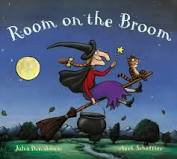 Room on the Broom
Julia Donaldson Axel Scheffler